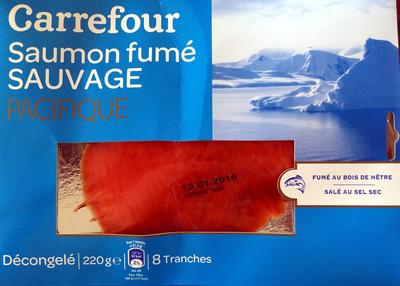 Carrefour
Saumon fumé
SAUVAGE
PACIFIQUE
18.01.2016
FUMÉ AU BOIS DE HÊTRE
SALÉ AU SEL SEC
Décongelé
220g e
8 Tranches